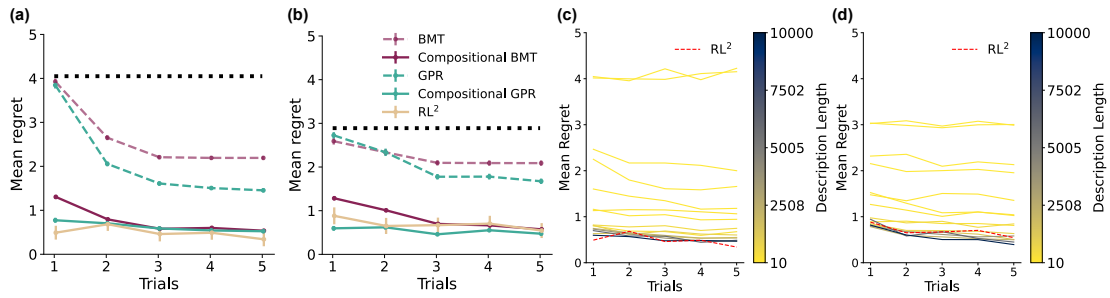 (a)
5
4
3
2
1
0
Mean regret
1 2 3 4 5
Trials
(b)
5
4
3
2
1
0
Mean regret
BMT
Compositional BMT
GPR
Compositional GPR
RL²
1 2 3 4 5
Trials
(c)
5
4
3
2
1
0
Mean Regret
RL²
1 2 3 4 5
Trials
10000
7502
5005
2508
10
Description Length
(d)
5
4
3
2
1
0
Mean Regret
RL²
1 2 3 4 5
Trials
10000
7502
5005
2508
10
Description Length